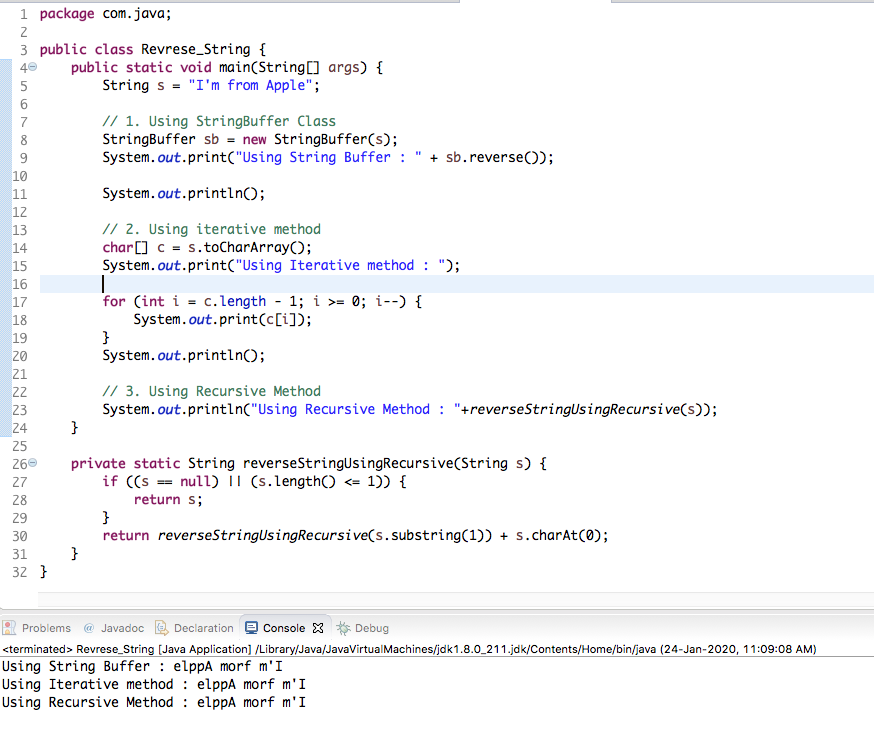 1 package com.java;
2
3 public class Revrese_String {
4 public static void main(String[] args) {
5 String s = "I'm from Apple";
6
7 // 1. Using StringBuffer Class
8 StringBuffer sb = new StringBuffer(s);
9 System.out.print("Using String Buffer : " + sb.reverse());
10
11 System.out.println();
12
13 // 2. Using iterative method
14 char[] c = s.toCharArray();
15 System.out.print("Using Iterative method : ");
16
17 for (int i = c.length - 1; i >= 0; i--) {
18 System.out.print(c[i]);
19 }
20 System.out.println();
21
22 // 3. Using Recursive Method
23 System.out.println("Using Recursive Method : "+reverseStringUsingRecursive(s));
24 }
25
26 private static String reverseStringUsingRecursive(String s) {
27 if ((s == null) || (s.length() <= 1)) {
28 return s;
29 }
30 return reverseStringUsingRecursive(s.substring(1)) + s.charAt(0);
31 }
32 }
Problems @ Javadoc Declaration Console Debug
<terminated> Revrese_String [Java Application] /Library/Java/JavaVirtualMachines/jdk1.8.0_211.jdk/Contents/Home/bin/java (24-Jan-2020, 11:09:08 AM)
Using String Buffer : elppA morf m'I
Using Iterative method : elppA morf m'I
Using Recursive Method : elppA morf m'I